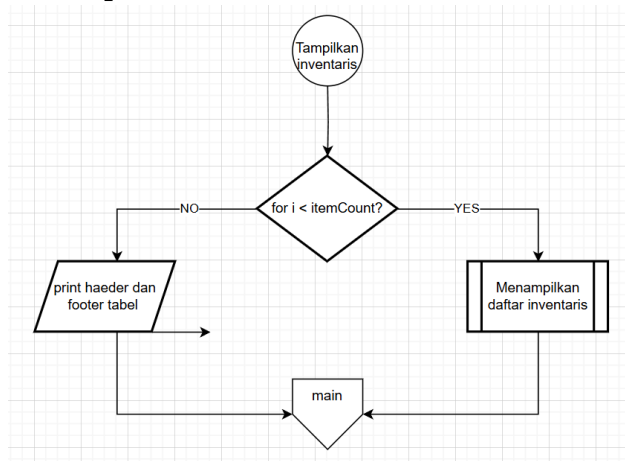 Tampilkan
inventaris
for i < itemCount?
NO
YES
print haeder dan
footer tabel
Menampilkan
daftar inventaris
main